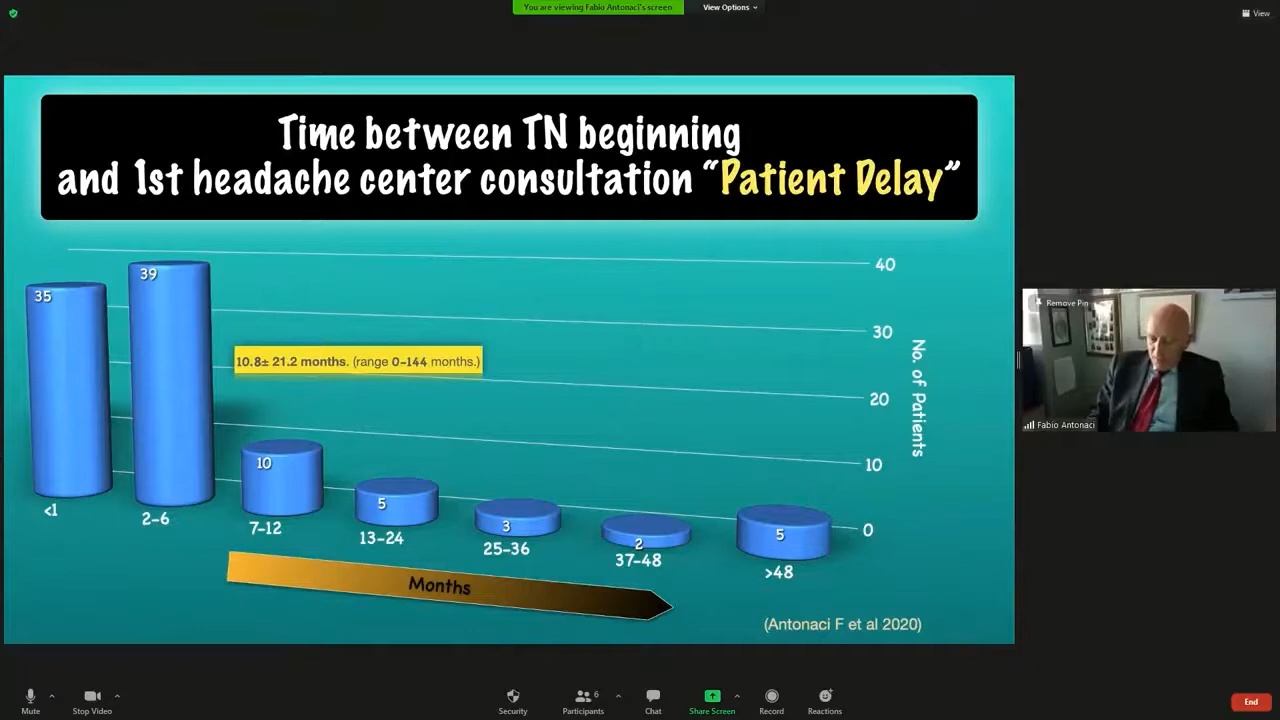 You are viewing Fabio Antonaci's screen
View Options
View
Time between TN beginning
and 1st headache center consultation “Patient Delay”
40
30
20
10
0
No. of Patients
35
39
10
5
3
2
5
10.8± 21.2 months. (range 0-144 months.)
<1
2-6
7-12
13-24
25-36
37-48
>48
Months
(Antonaci F et al 2020)
Remove Pin
Fabio Antonaci
Mute
Stop Video
Security
Participants
6
Chat
Share Screen
Record
Reactions
End